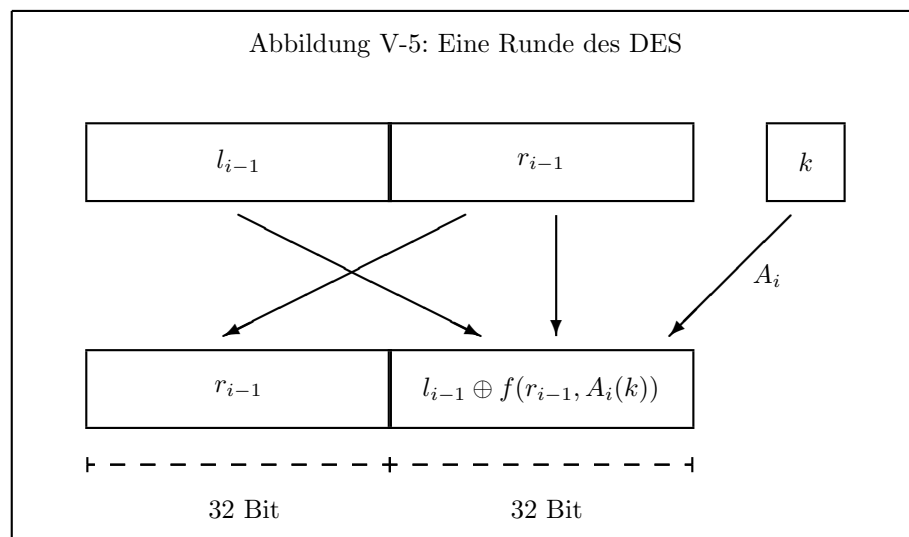 Abbildung V-5: Eine Runde des DES
l_{i−1} r_{i−1} k
A_i
r_{i−1} l_{i−1} ⊕ f(r_{i−1}, A_i(k))
32 Bit 32 Bit